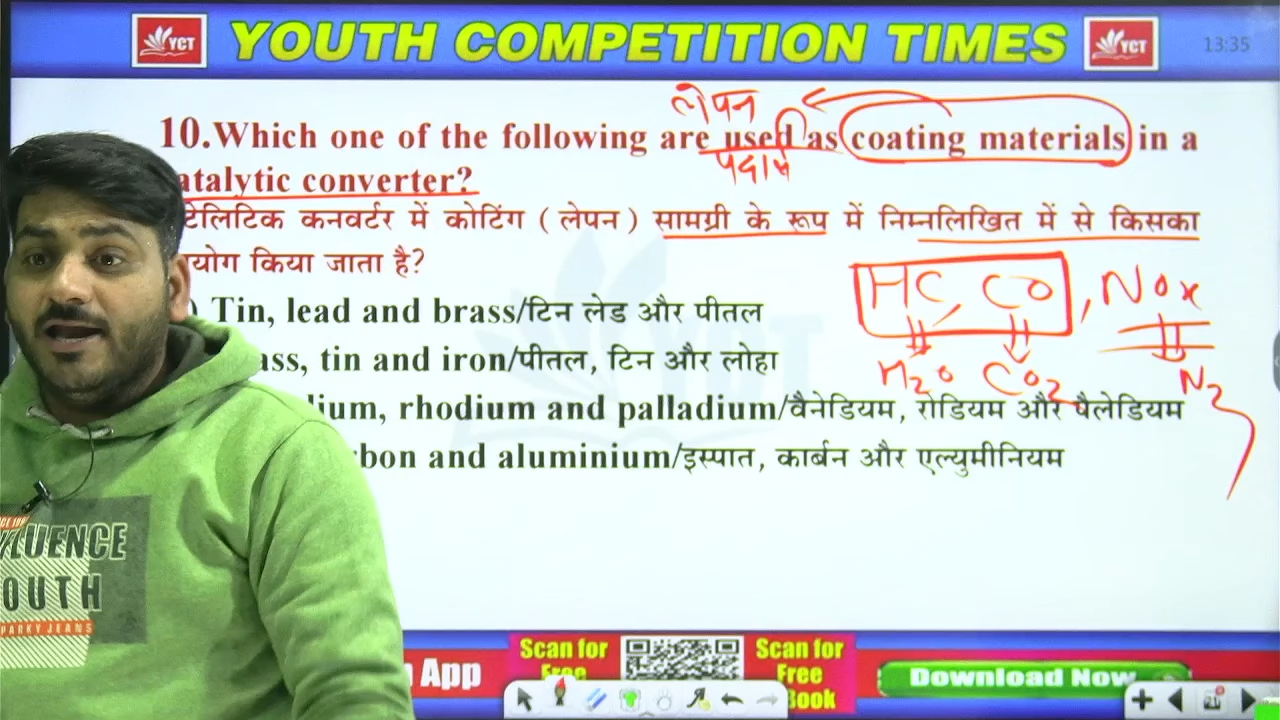 YCT
YOUTH COMPETITION TIMES
YCT
13:35
लेपन
10.Which one of the following are used as coating materials in a
पदार्थ
atalytic converter?
टेलिटिक कनवर्टर में कोटिंग ( लेपन ) सामग्री के रूप में निम्नलिखित में से किसका
योग किया जाता है?
HC, CO, NOx
H2O CO2 N2
Tin, lead and brass/टिन लेड और पीतल
ass, tin and iron/पीतल, टिन और लोहा
lium, rhodium and palladium/वैनेडियम, रोडियम और पैलेडियम
rbon and aluminium/इस्पात, कार्बन और एल्युमीनियम
LUENCE
OUTH
PARKY JEANS
App
Scan for
Free
Scan for
Free
Book
Download Now